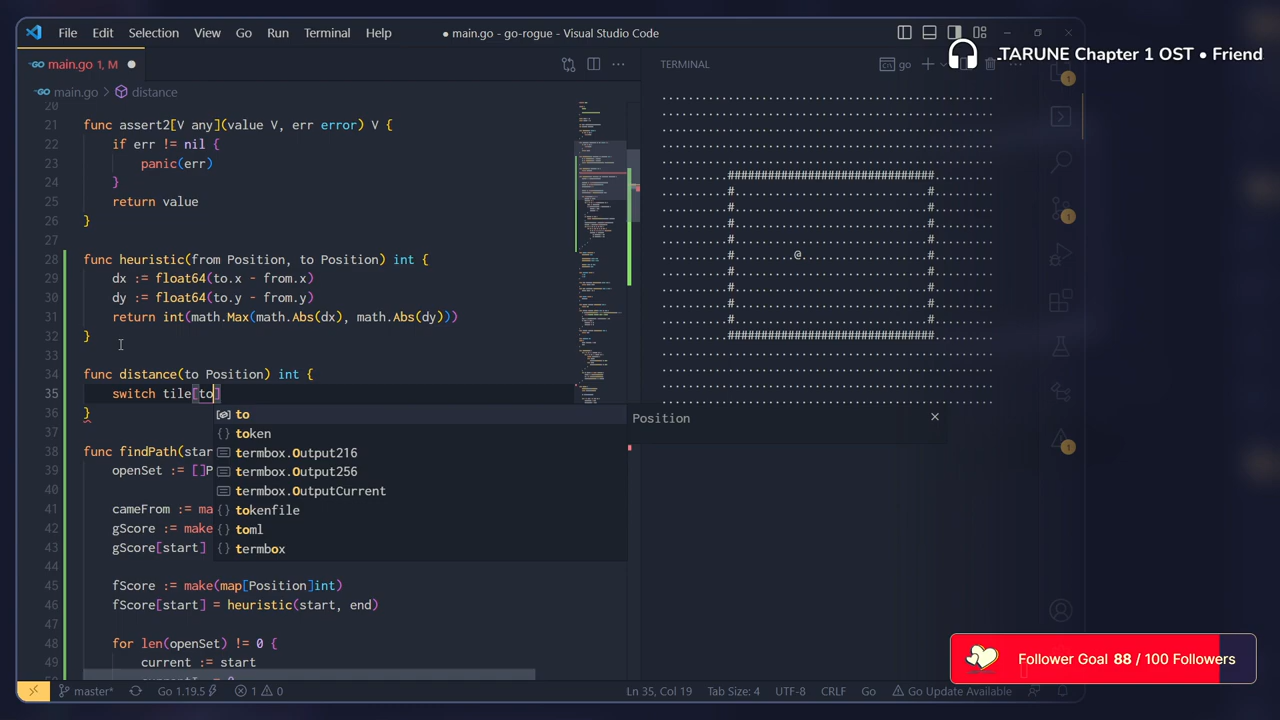 File Edit Selection View Go Run Terminal Help
● main.go - go-rogue - Visual Studio Code
main.go 1, M ●
main.go > distance
20
21 func assert2[V any](value V, err error) V {
22 if err != nil {
23 panic(err)
24 }
25 return value
26 }
27
28 func heuristic(from Position, to Position) int {
29 dx := float64(to.x - from.x)
30 dy := float64(to.y - from.y)
31 return int(math.Max(math.Abs(dx), math.Abs(dy)))
32 }
33
34 func distance(to Position) int {
35 switch tile[to]
36 }
37
38 func findPath(star
39 openSet := []P
40
41 cameFrom := ma
42 gScore := make
43 gScore[start]
44
45 fScore := make(map[Position]int)
46 fScore[start] = heuristic(start, end)
47
48 for len(openSet) != 0 {
49 current := start
to
token
termbox.Output216
termbox.Output256
termbox.OutputCurrent
tokenfile
toml
termbox
Position
TERMINAL
go
@
TARUNE Chapter 1 OST • Friend
1
1
1
Follower Goal 88 / 100 Followers
master*
Go 1.19.5
1
0
Ln 35, Col 19
Tab Size: 4
UTF-8
CRLF
Go
Go Update Available